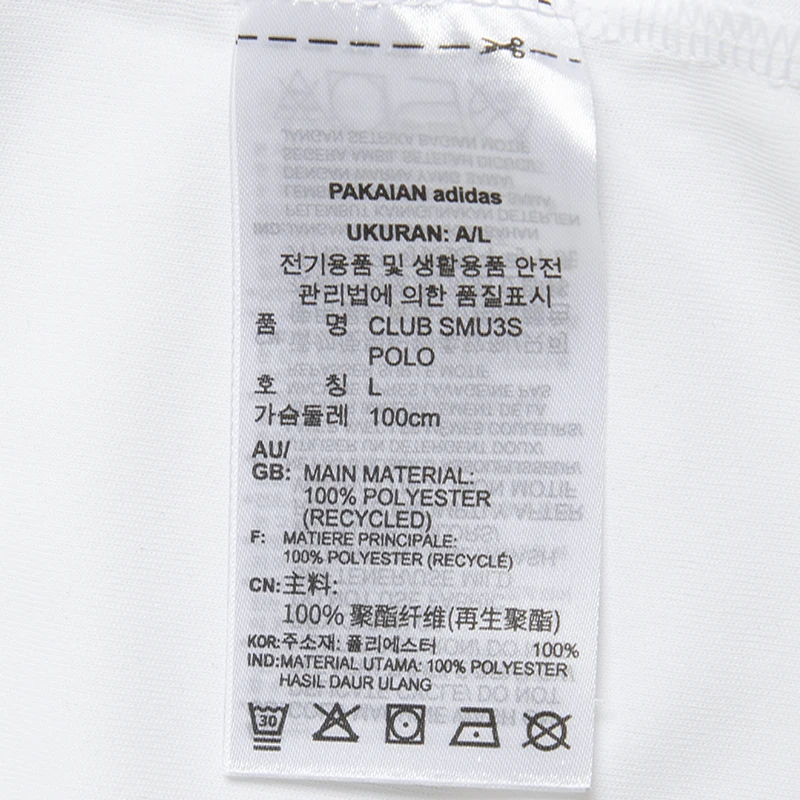 PAKAIAN adidas
UKURAN: A/L
전기용품 및 생활용품 안전
관리법에 의한 품질표시
품 명 CLUB SMU3S
POLO
호 칭 L
가슴둘레 100cm
AU/
GB: MAIN MATERIAL:
100% POLYESTER
(RECYCLED)
F: MATIERE PRINCIPALE:
100% POLYESTER (RECYCLÉ)
CN:主料:
100% 聚酯纤维(再生聚酯)
KOR:주소재: 폴리에스터 100%
IND:MATERIAL UTAMA: 100% POLYESTER
HASIL DAUR ULANG
30